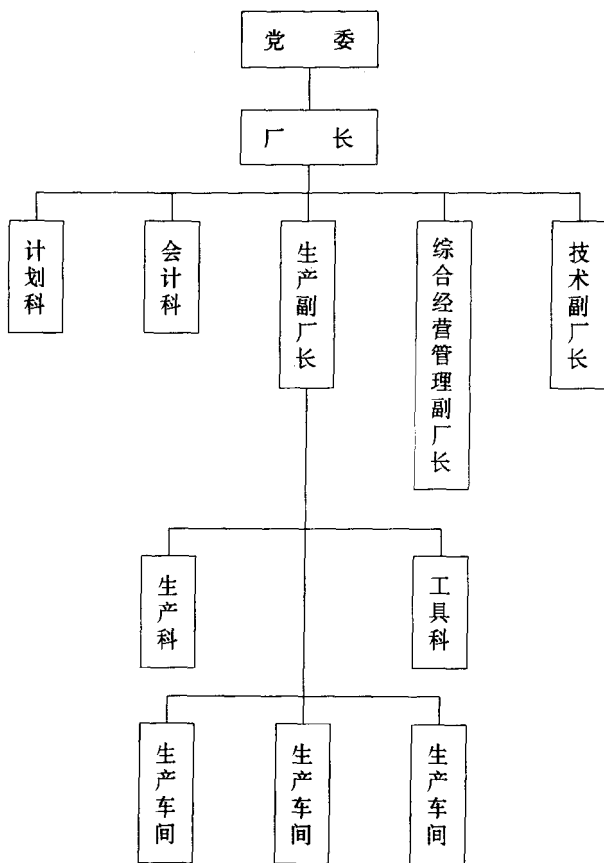 党委
厂长
计划科
会计科
生产副厂长
综合经营管理副厂长
技术副厂长
生产科
工具科
生产车间
生产车间
生产车间